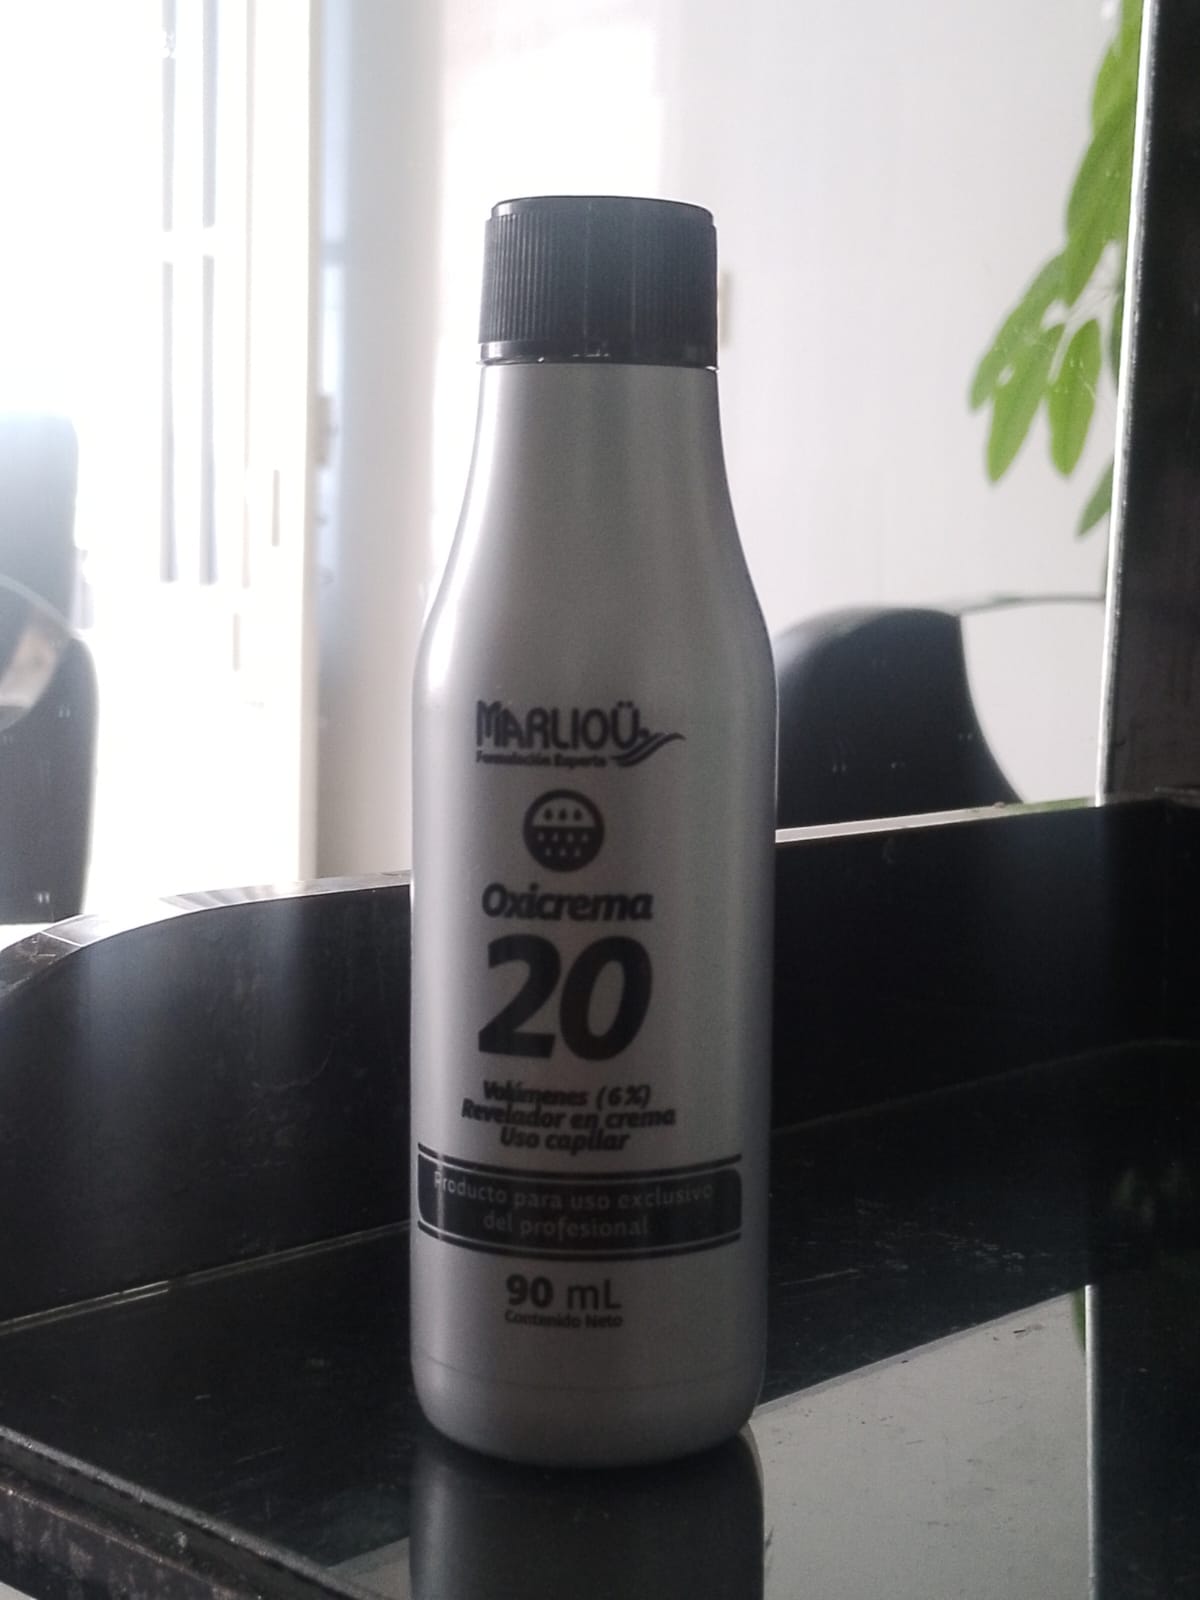 MARLIOÜ
Formulación Experta
Oxicrema
20
Volúmenes (6%)
Revelador en crema
Uso capilar
Producto para uso exclusivo
del profesional
90 mL
Contenido Neto